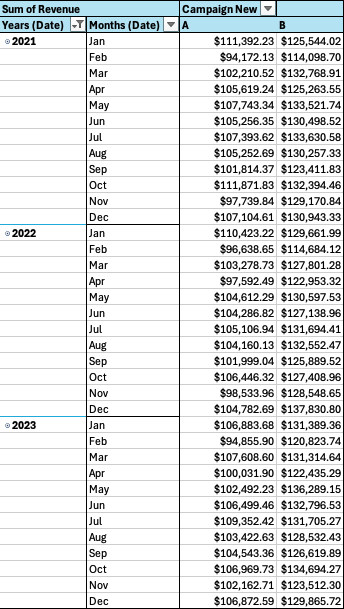 Sum of Revenue Campaign New
Years (Date) Months (Date) A B
2021 Jan $111,392.23 $125,544.02
Feb $94,172.13 $114,098.70
Mar $102,210.52 $132,768.91
Apr $105,619.24 $125,263.55
May $107,743.34 $133,521.74
Jun $105,256.35 $130,498.52
Jul $107,393.62 $133,630.58
Aug $105,252.69 $130,257.33
Sep $101,814.37 $123,411.83
Oct $111,871.83 $132,394.46
Nov $97,739.84 $129,170.84
Dec $107,104.61 $130,943.33
2022 Jan $110,423.22 $129,661.99
Feb $96,638.65 $114,684.12
Mar $103,278.73 $127,801.28
Apr $97,592.49 $122,953.32
May $104,612.29 $130,597.53
Jun $104,286.82 $127,138.96
Jul $105,106.94 $131,694.41
Aug $104,160.13 $132,552.47
Sep $101,999.04 $125,889.52
Oct $106,446.32 $127,408.96
Nov $98,533.96 $128,548.65
Dec $104,782.69 $137,830.80
2023 Jan $106,883.68 $131,389.36
Feb $94,855.90 $120,823.74
Mar $107,608.60 $131,314.64
Apr $100,031.90 $122,435.29
May $102,492.23 $136,289.15
Jun $106,499.46 $132,796.53
Jul $109,352.42 $131,705.27
Aug $103,422.63 $128,532.43
Sep $104,543.36 $126,619.89
Oct $106,969.73 $134,694.27
Nov $102,162.71 $123,512.30
Dec $106,872.59 $129,865.72